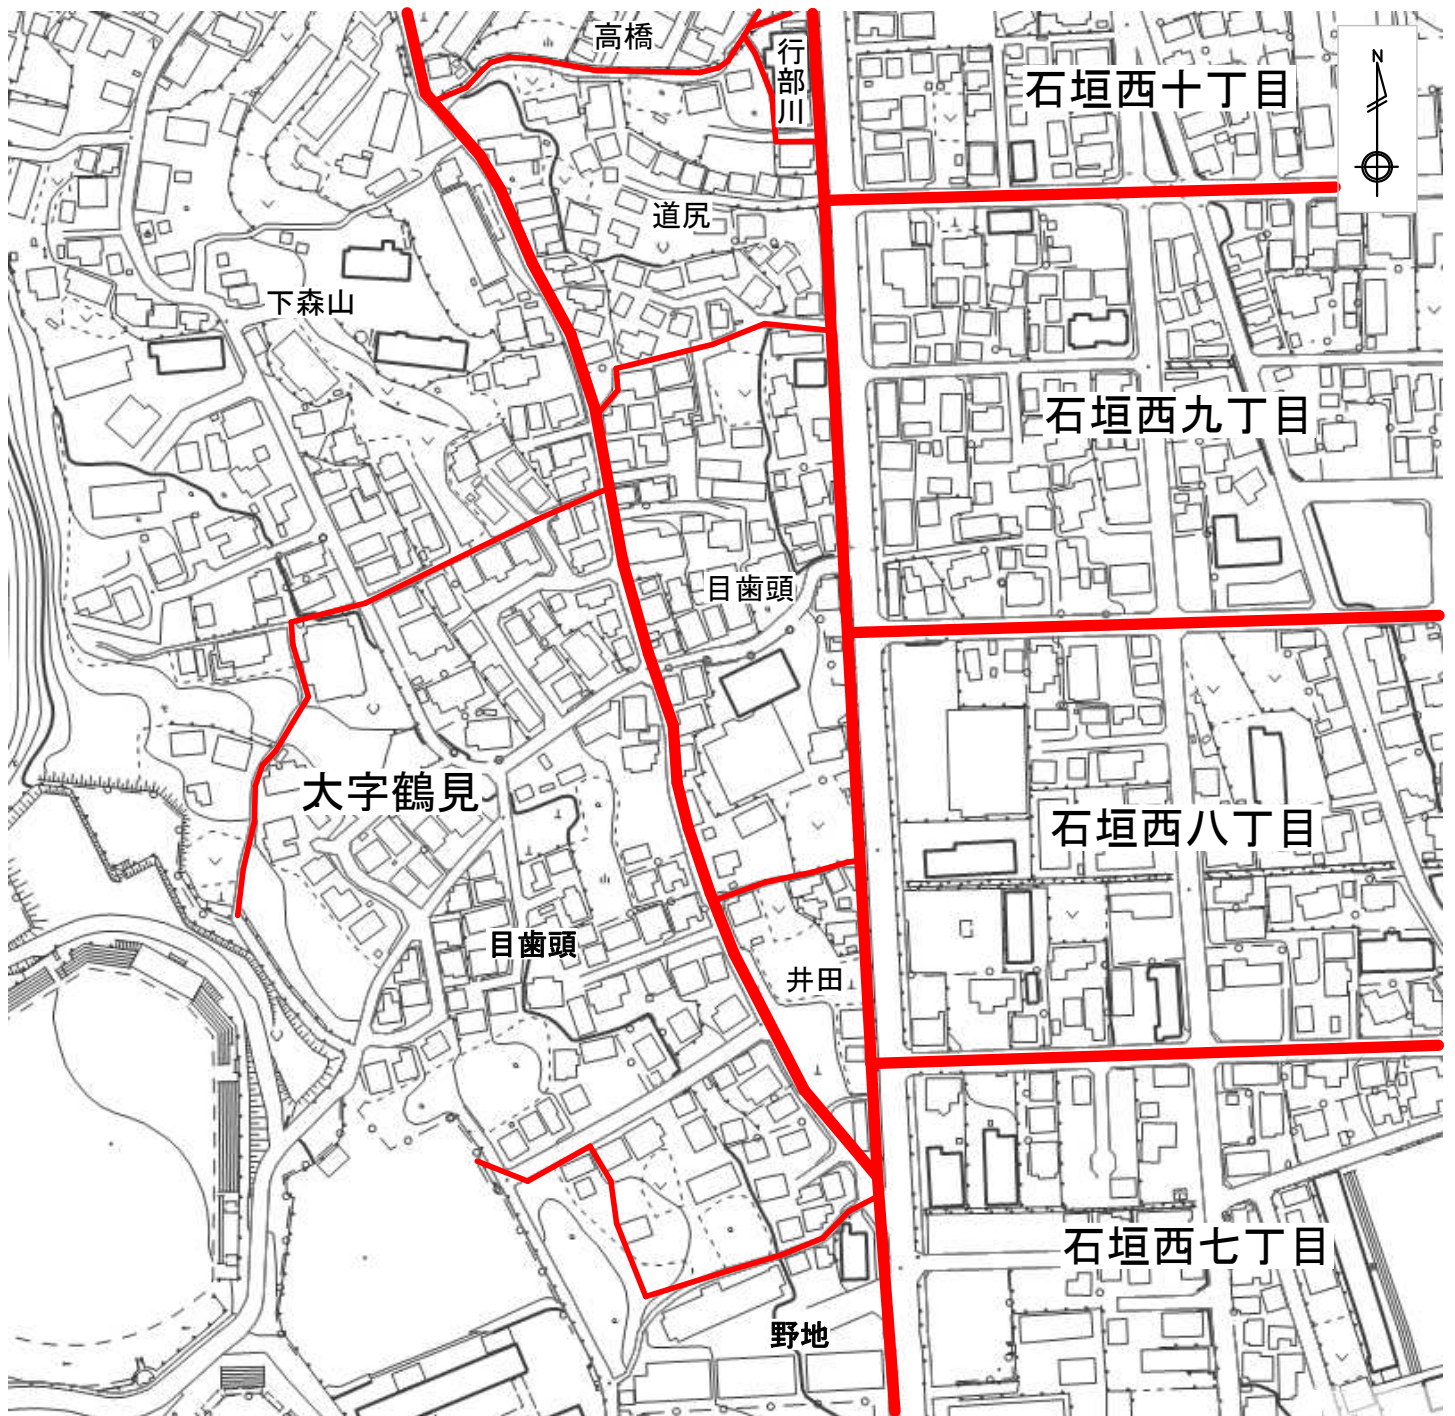 高橋
行部川
石垣西十丁目
N
道尻
下森山
石垣西九丁目
目歯頭
大字鶴見
石垣西八丁目
目歯頭
井田
石垣西七丁目
野地